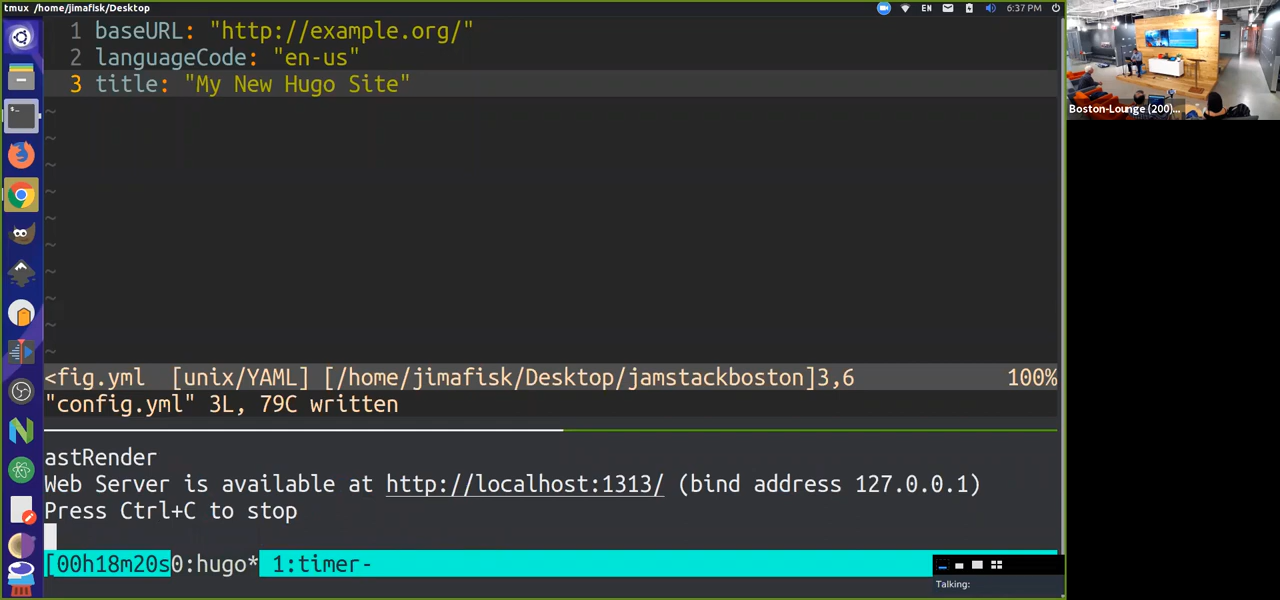 tmux /home/jimafisk/Desktop
EN
6:37 PM
1 baseURL: "http://example.org/"
2 languageCode: "en-us"
3 title: "My New Hugo Site"
~
~
~
~
~
~
~
~
~
~
<fig.yml [unix/YAML] [/home/jimafisk/Desktop/jamstackboston]3,6 100%
"config.yml" 3L, 79C written
astRender
Web Server is available at http://localhost:1313/ (bind address 127.0.0.1)
Press Ctrl+C to stop
[00h18m20s0:hugo* 1:timer-
Talking:
Boston-Lounge (200)...